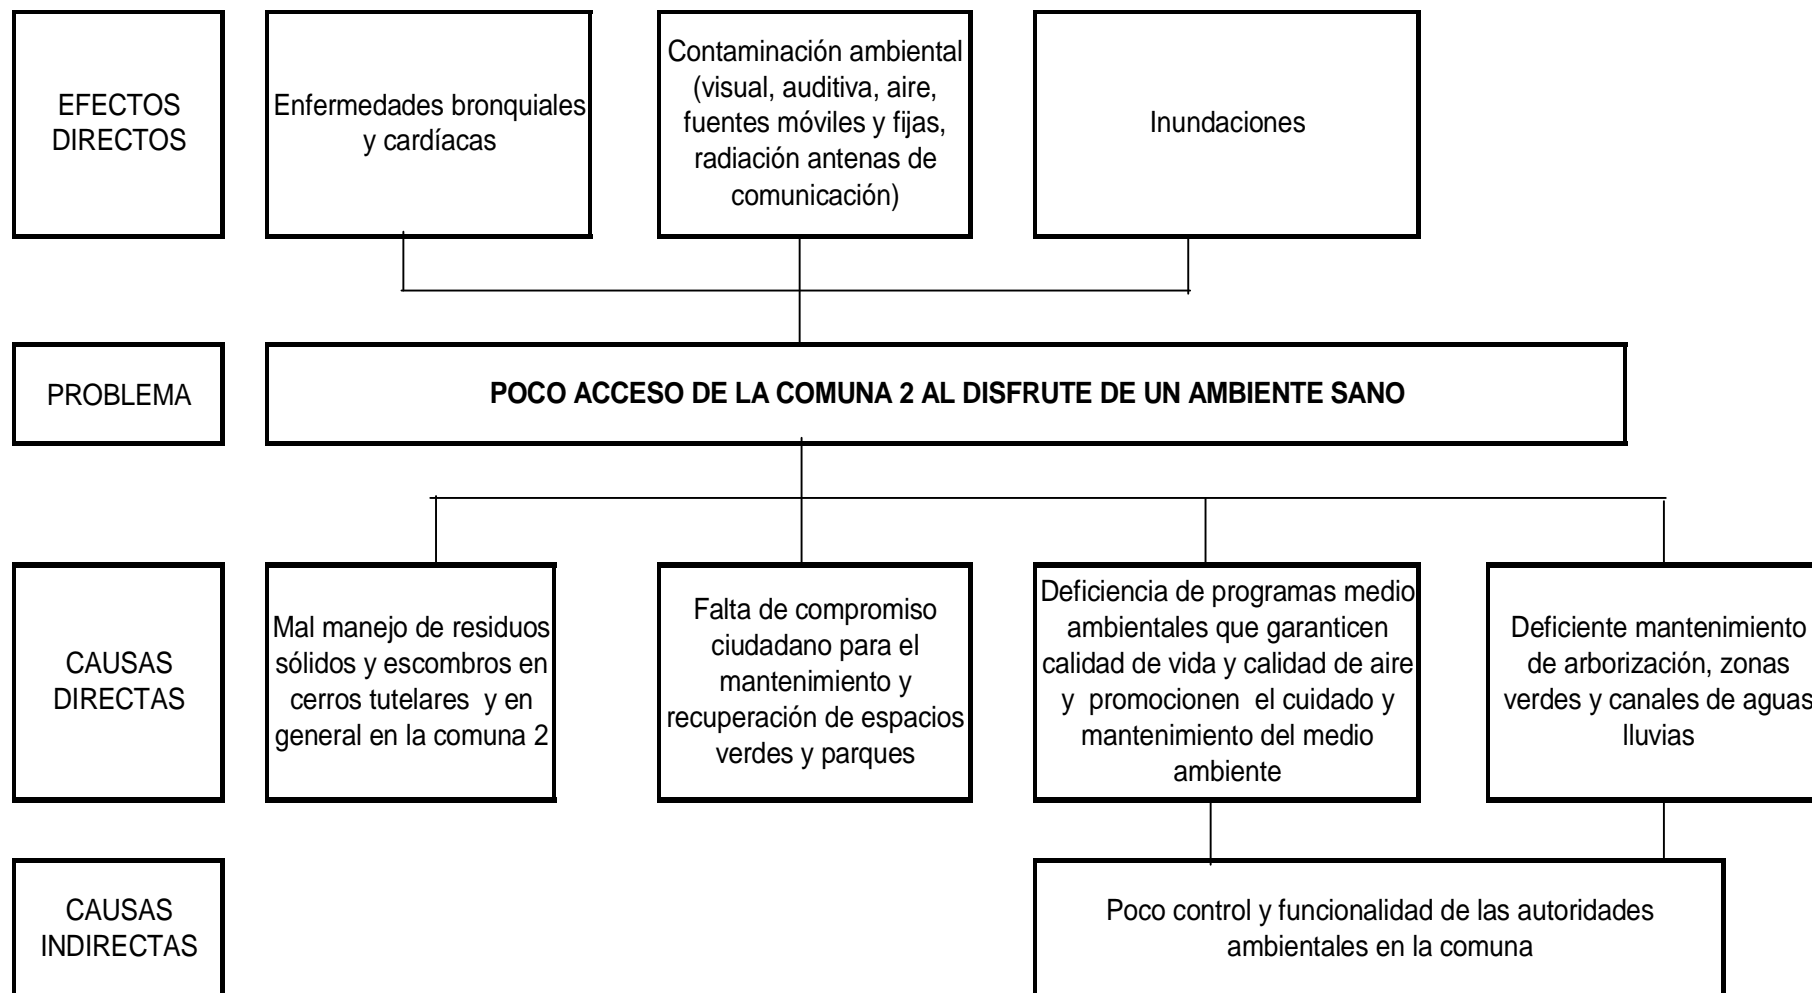 EFECTOS
DIRECTOS
Enfermedades bronquiales
y cardíacas
Contaminación ambiental
(visual, auditiva, aire,
fuentes móviles y fijas,
radiación antenas de
comunicación)
Inundaciones
PROBLEMA
POCO ACCESO DE LA COMUNA 2 AL DISFRUTE DE UN AMBIENTE SANO
CAUSAS
DIRECTAS
Mal manejo de residuos
sólidos y escombros en
cerros tutelares y en
general en la comuna 2
Falta de compromiso
ciudadano para el
mantenimiento y
recuperación de espacios
verdes y parques
Deficiencia de programas medio
ambientales que garanticen
calidad de vida y calidad de aire
y promocionen el cuidado y
mantenimiento del medio
ambiente
Deficiente mantenimiento
de arborización, zonas
verdes y canales de aguas
lluvias
CAUSAS
INDIRECTAS
Poco control y funcionalidad de las autoridades
ambientales en la comuna